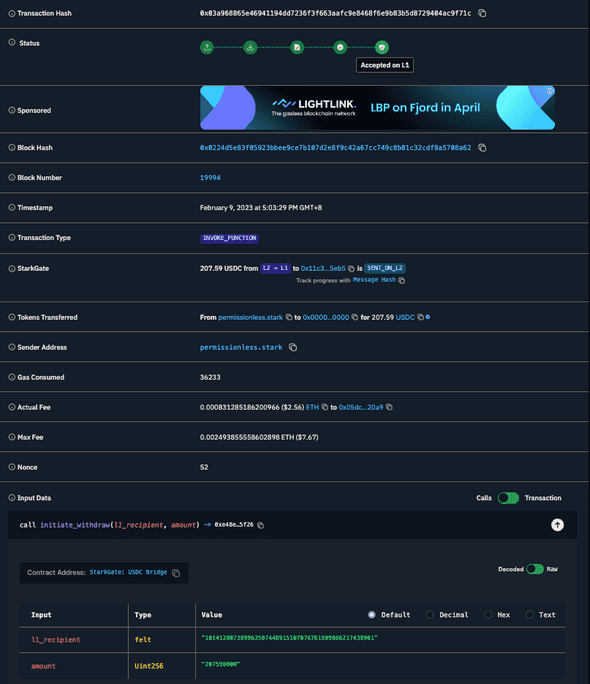 Transaction Hash 0x03a968865e46941194dd7236f3f663aafc9e8468f6e9b83b5d8729404ac9f71c
Status
Accepted on L1
Sponsored LIGHTLINK The gasless blockchain network LBP on Fjord in April
Block Hash 0x0224d5e83f05923bbee9ce7b107d2e8f9c42a67cc749c8b01c32cdf8a5708a62
Block Number 19994
Timestamp February 9, 2023 at 5:03:29 PM GMT+8
Transaction Type INVOKE_FUNCTION
StarkGate 207.59 USDC from L2 → L1 to 0x11c3...5eb5 is SENT_ON_L2
Track progress with Message Hash
Tokens Transferred From permissionless.stark to 0x0000...0000 for 207.59 USDC
Sender Address permissionless.stark
Gas Consumed 36233
Actual Fee 0.000831285186200966 ($2.56) ETH to 0x05dc...20a9
Max Fee 0.002493855558602898 ETH ($7.67)
Nonce 52
Input Data Calls Transaction
call initiate_withdraw(l1_recipient, amount) -> 0xe48e...5f26
Contract Address: StarkGate: USDC Bridge Decoded Raw
Input Type Value Default Decimal Hex Text
l1_recipient felt
amount Uint256 "207590000"